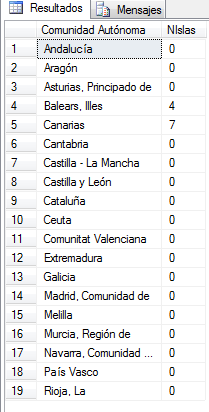 Resultados Mensajes
Comunidad Autónoma NIslas
1 Andalucía 0
2 Aragón 0
3 Asturias, Principado de 0
4 Balears, Illes 4
5 Canarias 7
6 Cantabria 0
7 Castilla - La Mancha 0
8 Castilla y León 0
9 Cataluña 0
10 Ceuta 0
11 Comunitat Valenciana 0
12 Extremadura 0
13 Galicia 0
14 Madrid, Comunidad de 0
15 Melilla 0
16 Murcia, Región de 0
17 Navarra, Comunidad ... 0
18 País Vasco 0
19 Rioja, La 0